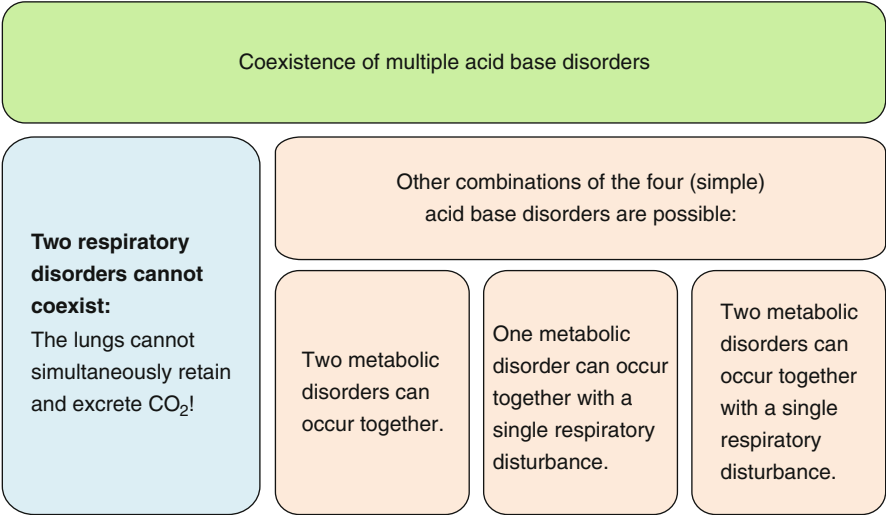 Coexistence of multiple acid base disorders
Two respiratory
disorders cannot
coexist:
The lungs cannot
simultaneously retain
and excrete CO₂!
Other combinations of the four (simple)
acid base disorders are possible:
Two metabolic
disorders can
occur together.
One metabolic
disorder can occur
together with a
single respiratory
disturbance.
Two metabolic
disorders can
occur together
with a single
respiratory
disturbance.